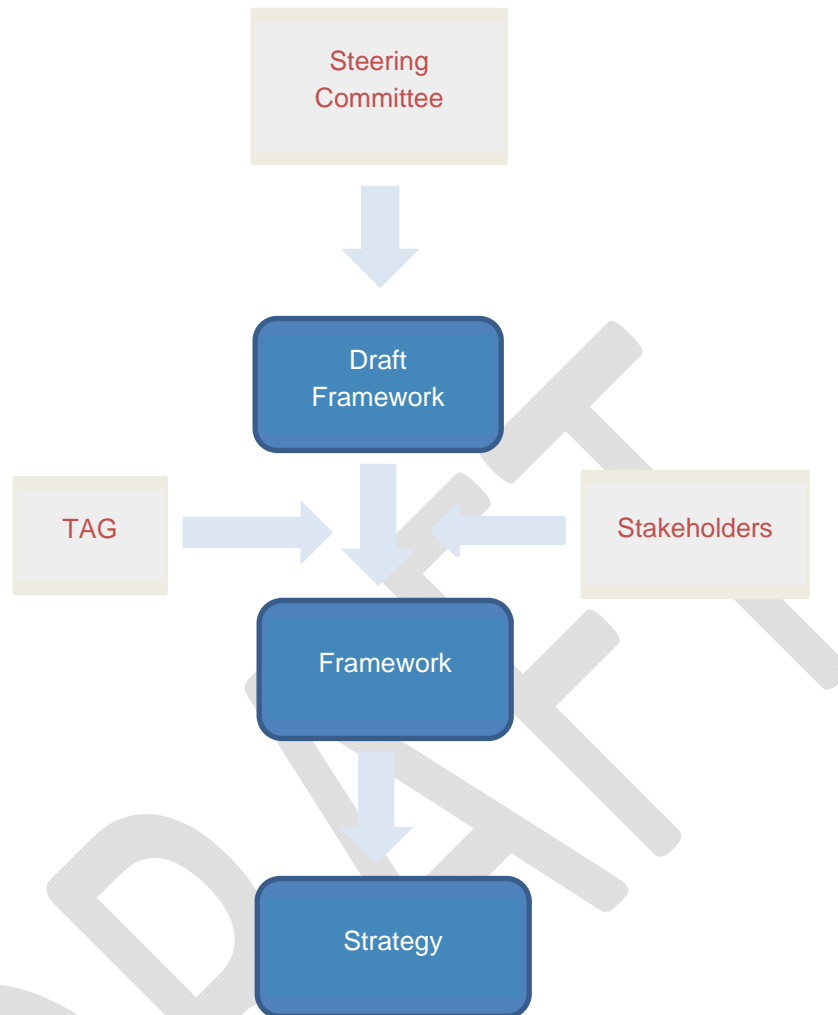 Steering
Committee
Draft
Framework
TAG
Stakeholders
Framework
Strategy
DRAFT